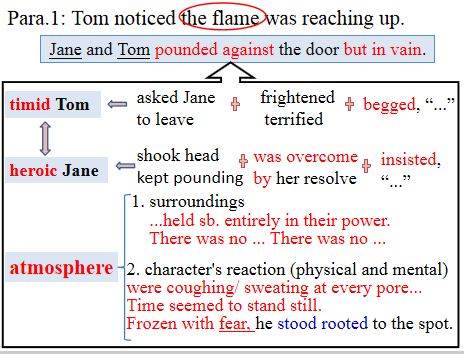 Para.1: Tom noticed the flame was reaching up.
Jane and Tom pounded against the door but in vain.
timid Tom
asked Jane
to leave
frightened
terrified
begged, “...”
heroic Jane
shook head
kept pounding
was overcome
by her resolve
insisted,
“...”
atmosphere
1. surroundings
...held sb. entirely in their power.
There was no ... There was no ...
2. character's reaction (physical and mental)
were coughing/ sweating at every pore...
Time seemed to stand still.
Frozen with fear, he stood rooted to the spot.